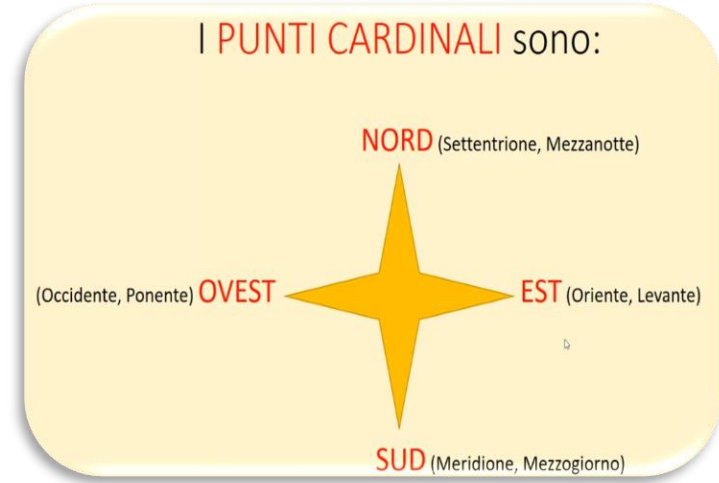 I PUNTI CARDINALI sono:
NORD (Settentrione, Mezzanotte)
(Occidente, Ponente) OVEST
EST (Oriente, Levante)
SUD (Meridione, Mezzogiorno)